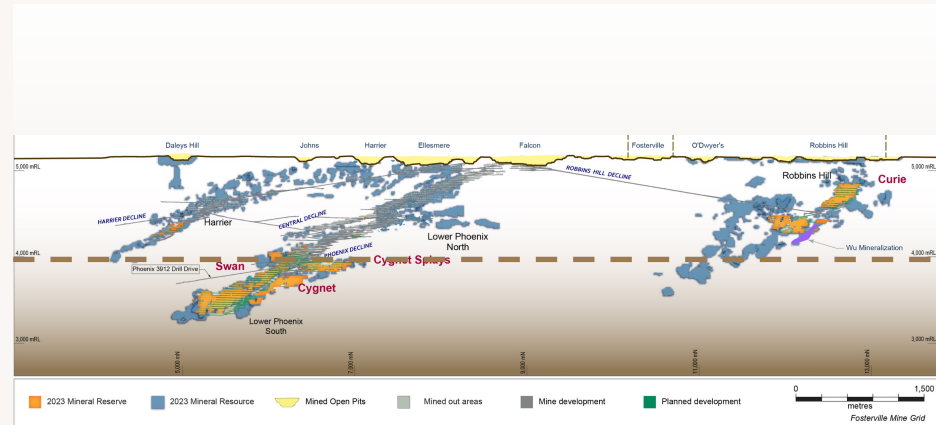 Daleys Hill
Johns
Harrier
Ellesmere
Falcon
Fosterville
O'Dwyer's
Robbins Hill
5,000 mRL
5,000 mRL
ROBBINS HILL DECLINE
Robbins Hill
Curie
HARRIER DECLINE
Harrier
CENTRAL DECLINE
Lower Phoenix
North
Wu Mineralization
4,000 mRL
PHOENIX DECLINE
4,000 mRL
Swan
Cygnet Splays
Phoenix 3912 Drill Drive
Cygnet
Lower Phoenix
South
3,000 mRL
3,000 mRL
5,000 mN
7,000 mN
9,000 mN
11,000 mN
13,000 mN
2023 Mineral Reserve
2023 Mineral Resource
Mined Open Pits
Mined out areas
Mine development
Planned development
0
1,500
metres
Fosterville Mine Grid